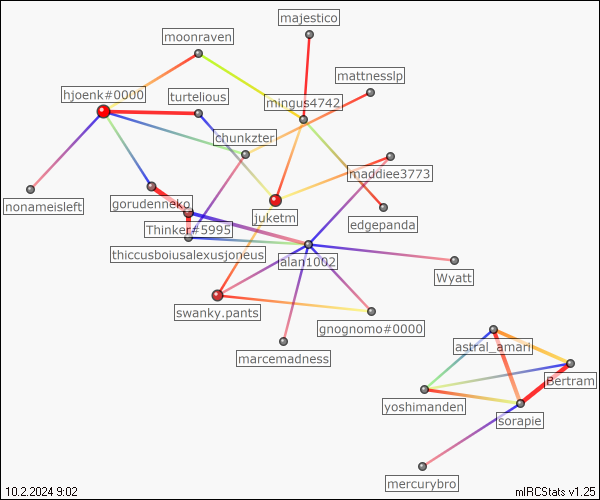 majestico
moonraven
mattnesslp
hjoenk#0000
turtelious
mingus4742
chunkzter
maddiee3773
nonameisleft
gorudenneko
juketm
edgepanda
Thinker#5995
thiccusboiusalexusjoneus
alan1002
Wyatt
swanky.pants
gnognomo#0000
astral_amari
marcemadness
Bertram
yoshimanden
sorapie
mercurybro
10.2.2024 9:02
mIRCStats v1.25